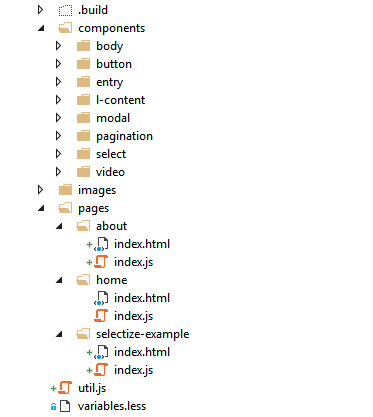 .build
components
body
button
entry
l-content
modal
pagination
select
video
images
pages
about
index.html
index.js
home
index.html
index.js
selectize-example
index.html
index.js
util.js
variables.less